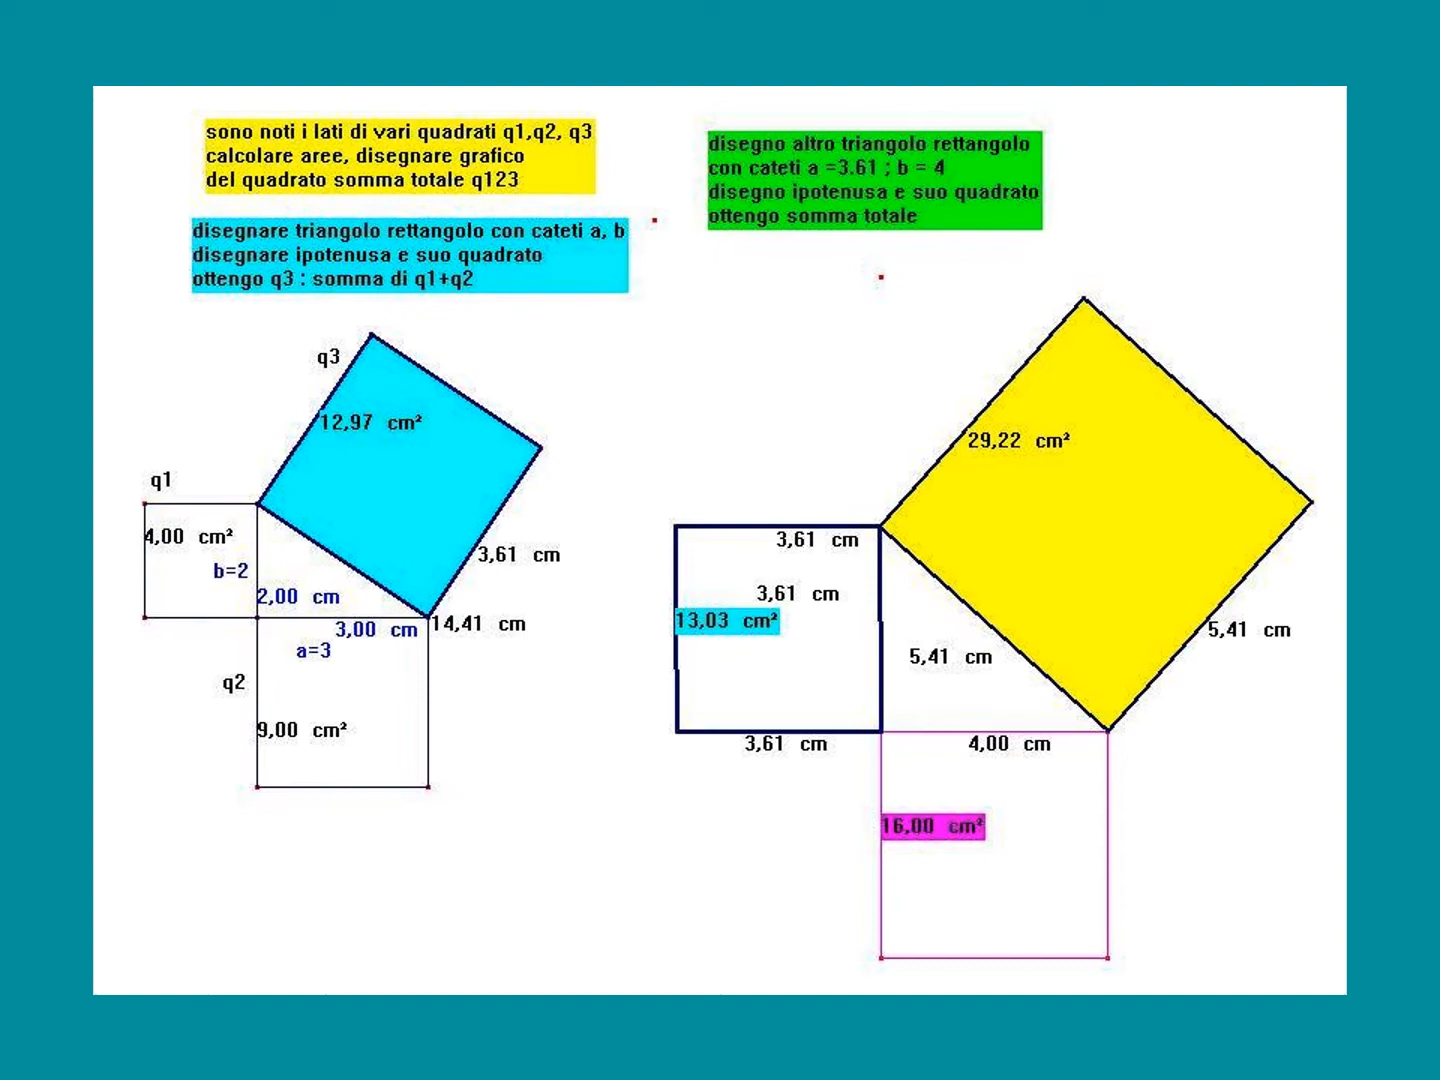 sono noti i lati di vari quadrati q1,q2, q3
calcolare aree, disegnare grafico
del quadrato somma totale q123
disegnare triangolo rettangolo con cateti a, b
disegnare ipotenusa e suo quadrato
ottengo q3 : somma di q1+q2
disegno altro triangolo rettangolo
con cateti a =3.61 ; b = 4
disegno ipotenusa e suo quadrato
ottengo somma totale
q3
12,97 cm²
q1
4,00 cm²
b=2
2,00 cm
3,61 cm
3,00 cm
14,41 cm
a=3
q2
9,00 cm²
29,22 cm²
3,61 cm
3,61 cm
13,03 cm²
5,41 cm
5,41 cm
3,61 cm
4,00 cm
16,00 cm²